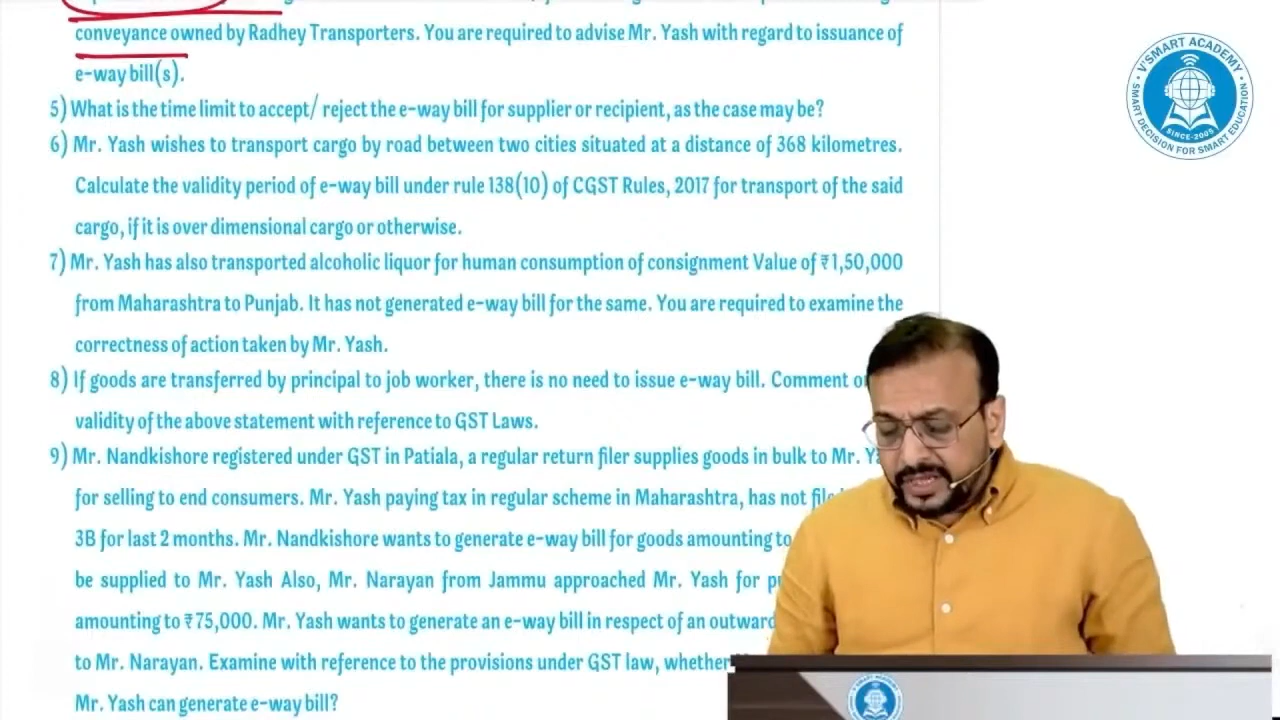 conveyance owned by Radhey Transporters. You are required to advise Mr. Yash with regard to issuance of
e-way bill(s).
5) What is the time limit to accept/ reject the e-way bill for supplier or recipient, as the case may be?
6) Mr. Yash wishes to transport cargo by road between two cities situated at a distance of 368 kilometres.
Calculate the validity period of e-way bill under rule 138(10) of CGST Rules, 2017 for transport of the said
cargo, if it is over dimensional cargo or otherwise.
7) Mr. Yash has also transported alcoholic liquor for human consumption of consignment Value of ₹1,50,000
from Maharashtra to Punjab. It has not generated e-way bill for the same. You are required to examine the
correctness of action taken by Mr. Yash.
8) If goods are transferred by principal to job worker, there is no need to issue e-way bill. Comment
validity of the above statement with reference to GST Laws.
9) Mr. Nandkishore registered under GST in Patiala, a regular return filer supplies goods in bulk to Mr.
for selling to end consumers. Mr. Yash paying tax in regular scheme in Maharashtra, has not
3B for last 2 months. Mr. Nandkishore wants to generate e-way bill for goods amounting to
be supplied to Mr. Yash Also, Mr. Narayan from Jammu approached Mr. Yash for
amounting to ₹75,000. Mr. Yash wants to generate an e-way bill in respect of an
to Mr. Narayan. Examine with reference to the provisions under GST law, whether
Mr. Yash can generate e-way bill?
V'SMART ACADEMY
SMART DECISION FOR SMART EDUCATION
SINCE-2005